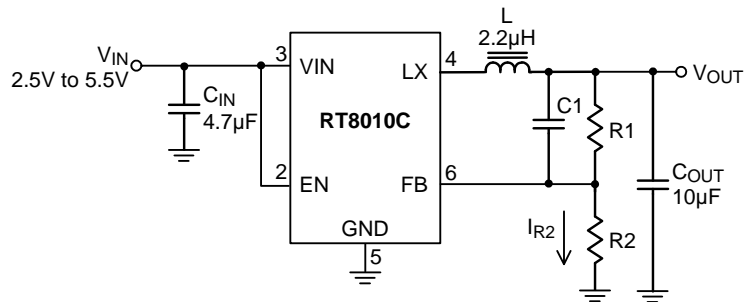 L
2.2µH
VIN
2.5V to 5.5V
3
VIN
LX
4
VOUT
CIN
4.7µF
RT8010C
C1
R1
2
EN
FB
6
COUT
10µF
IR2
R2
GND
5